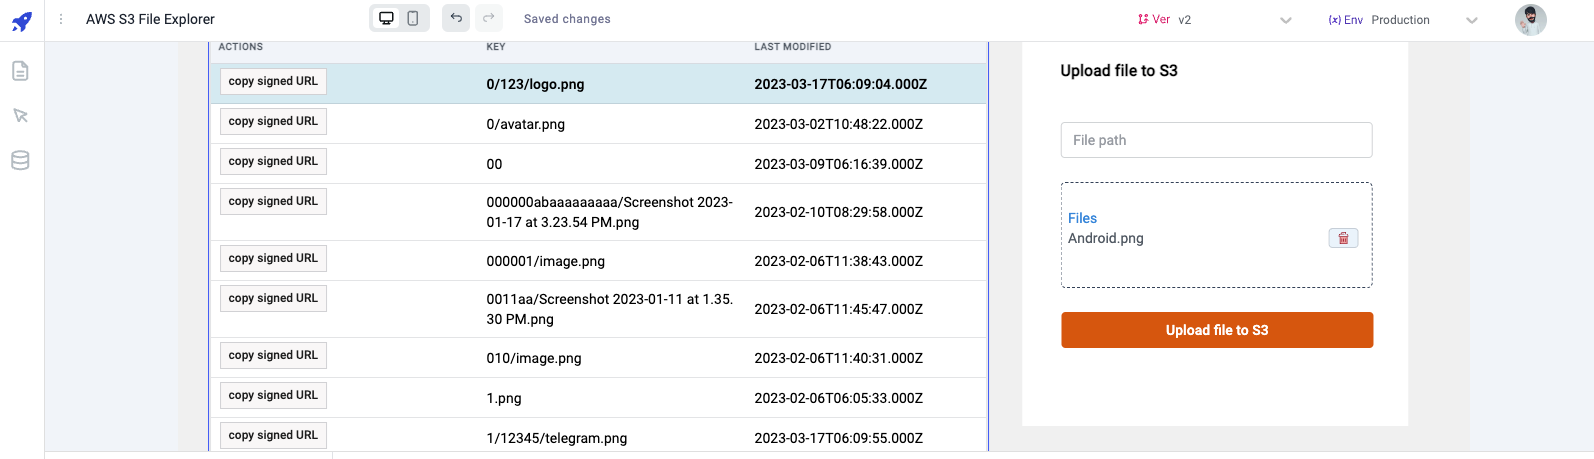 AWS S3 File Explorer
Saved changes
Ver v2
(x) Env Production
ACTIONS KEY LAST MODIFIED
copy signed URL 0/123/logo.png 2023-03-17T06:09:04.000Z
copy signed URL 0/avatar.png 2023-03-02T10:48:22.000Z
copy signed URL 00 2023-03-09T06:16:39.000Z
copy signed URL 000000abaaaaaaaaa/Screenshot 2023-
01-17 at 3.23.54 PM.png 2023-02-10T08:29:58.000Z
copy signed URL 000001/image.png 2023-02-06T11:38:43.000Z
copy signed URL 0011aa/Screenshot 2023-01-11 at 1.35.
30 PM.png 2023-02-06T11:45:47.000Z
copy signed URL 010/image.png 2023-02-06T11:40:31.000Z
copy signed URL 1.png 2023-02-06T06:05:33.000Z
copy signed URL 1/12345/telegram.png 2023-03-17T06:09:55.000Z
Upload file to S3
File path
Files
Android.png
Upload file to S3